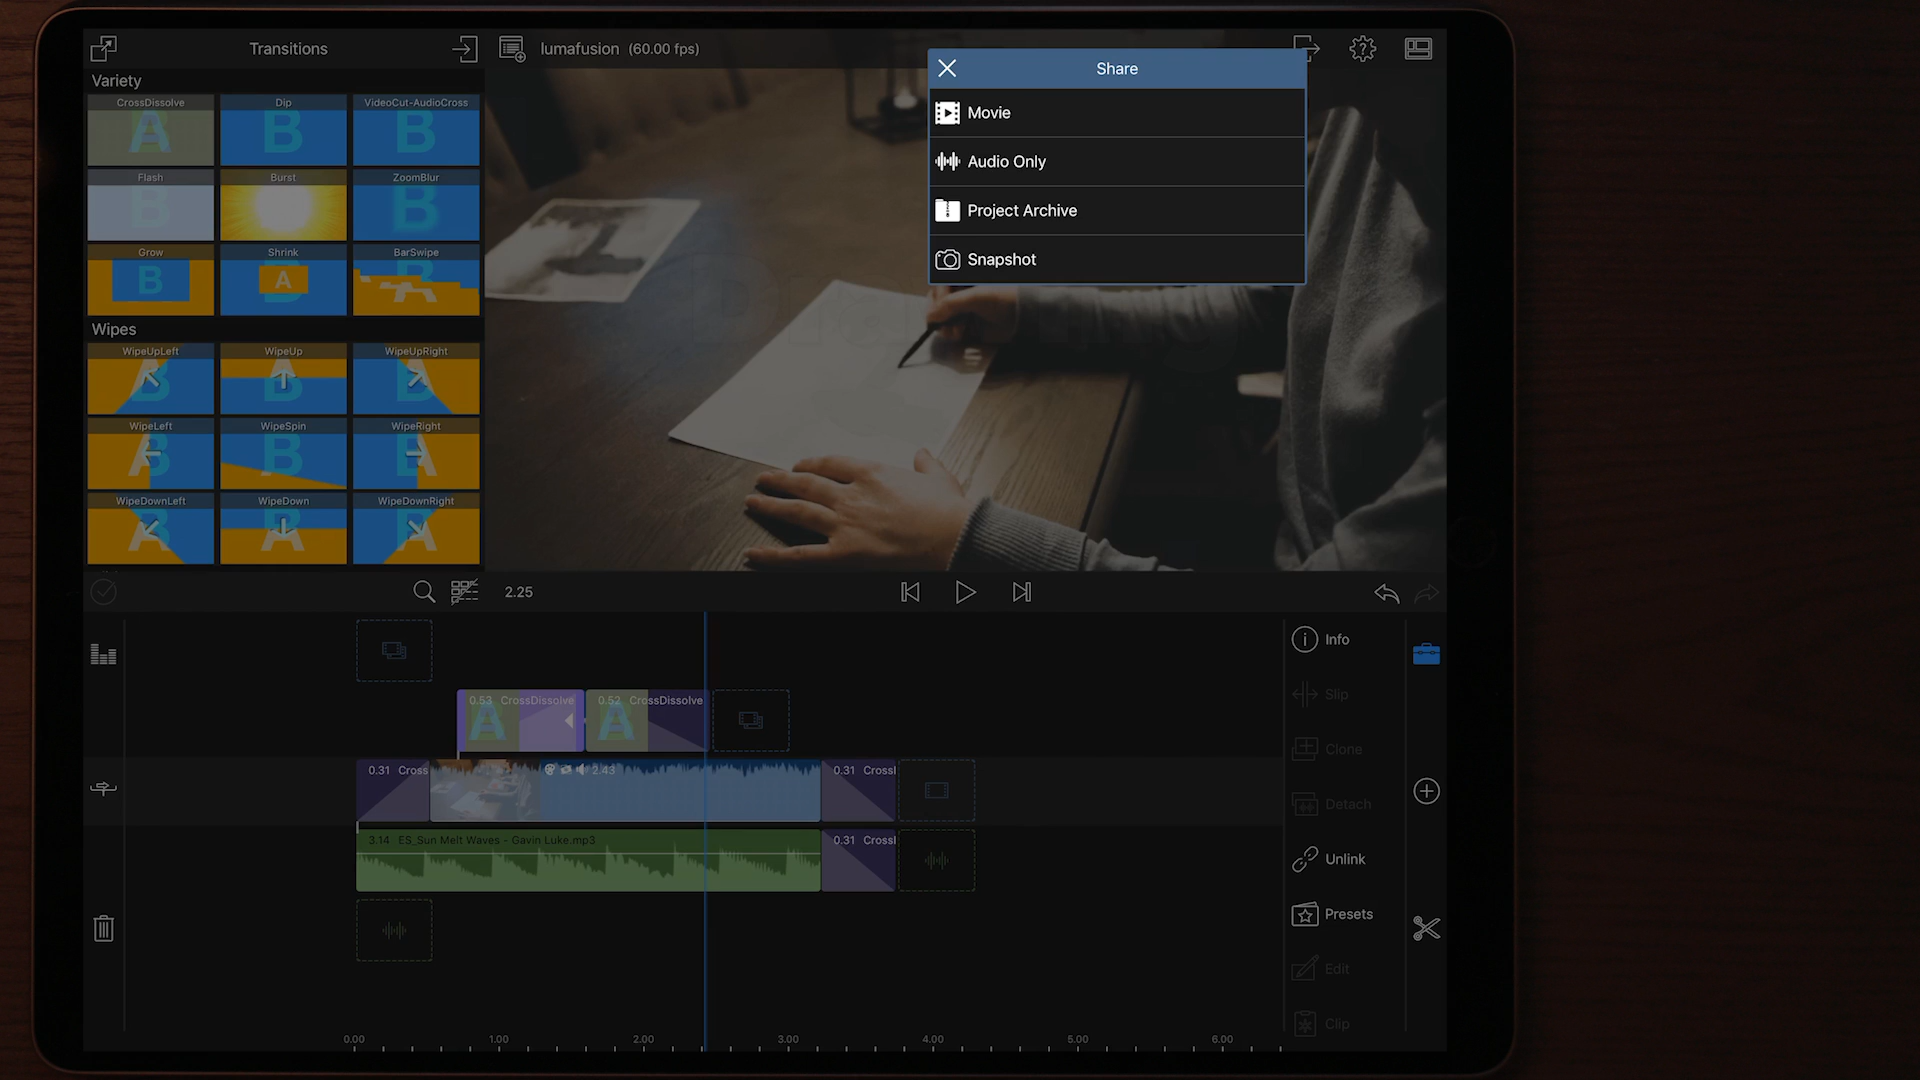 Transitions
lumafusion (60.00 fps)
Share
Variety
CrossDissolve
Dip
VideoCut-AudioCross
A
B
B
Movie
Audio Only
Flash
Burst
ZoomBlur
B
B
Project Archive
Snapshot
Grow
Shrink
BarSwipe
B
A
Wipes
WipeUpLeft
WipeUp
WipeUpRight
WipeLeft
WipeSpin
WipeRight
WipeDownLeft
WipeDown
WipeDownRight
2.25
Info
Slip
Clone
Detach
Unlink
Presets
Edit
Clip
0.53 CrossDissolve
0.52 CrossDissolve
A
A
0.31 Cross
2.43
0.31 Cross
3.14 ES_Sun Melt Waves - Gavin Luke.mp3
0.31 Cross
0.00 1.00 2.00 3.00 4.00 5.00 6.00